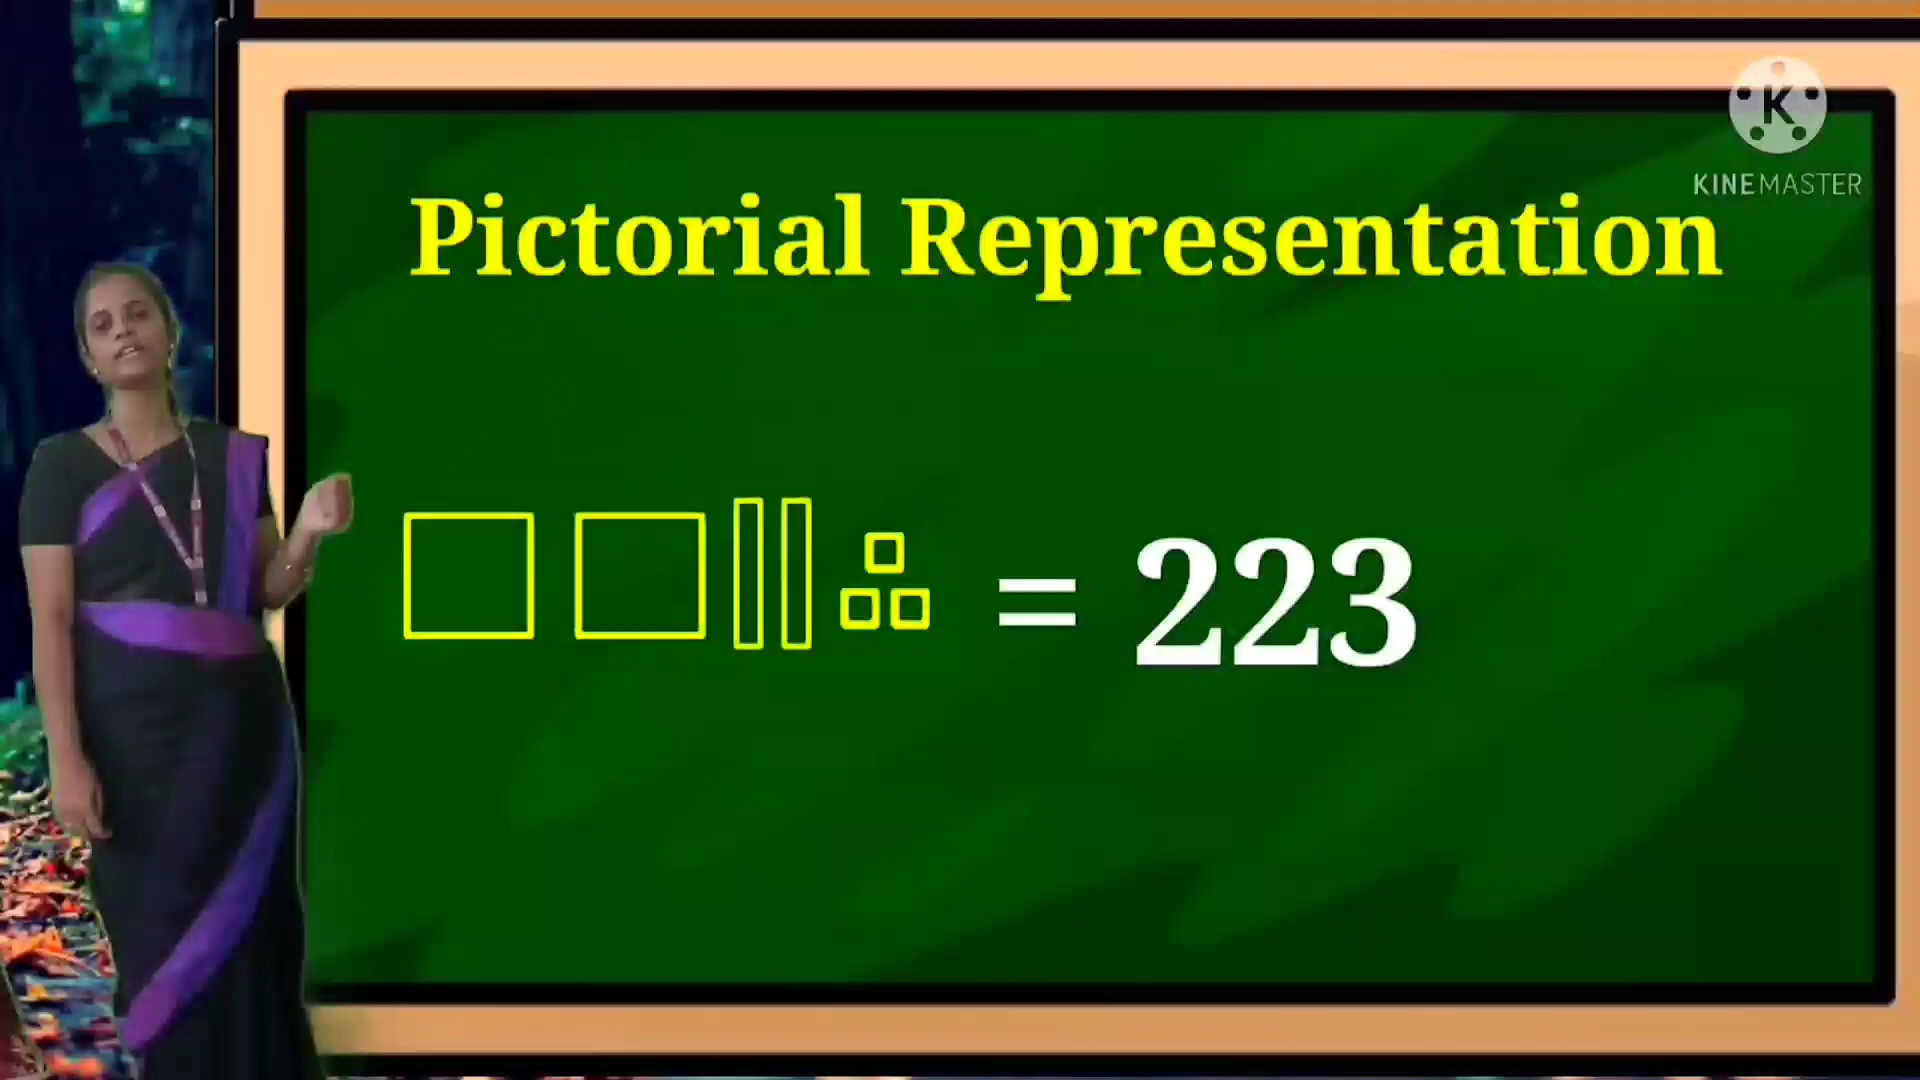 K
KINEMASTER
Pictorial Representation
= 223